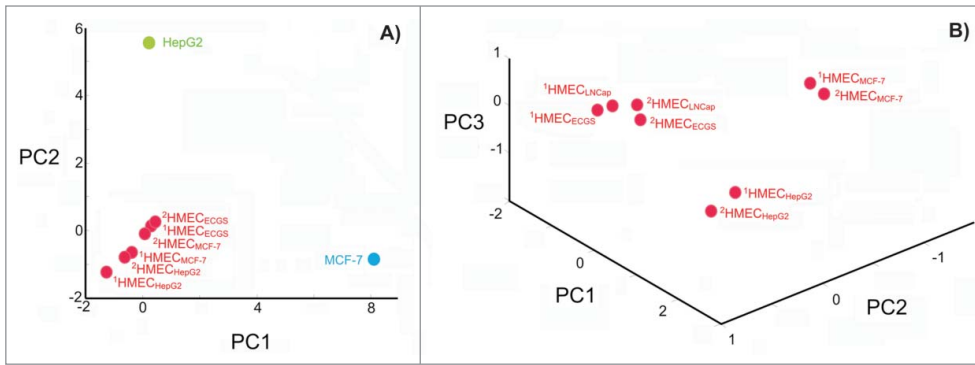 A)
6
HepG2
4
PC2
2
0
-2
²HMEC_ECGS
¹HMEC_ECGS
²HMEC_MCF-7
¹HMEC_MCF-7
²HMEC_HepG2
¹HMEC_HepG2
MCF-7
-2
0
4
8
PC1
B)
1
0
-1
-2
PC3
¹HMEC_LNCap
¹HMEC_ECGS
²HMEC_LNCap
²HMEC_ECGS
¹HMEC_MCF-7
²HMEC_MCF-7
¹HMEC_HepG2
²HMEC_HepG2
0
2
PC1
1
0
-1
PC2